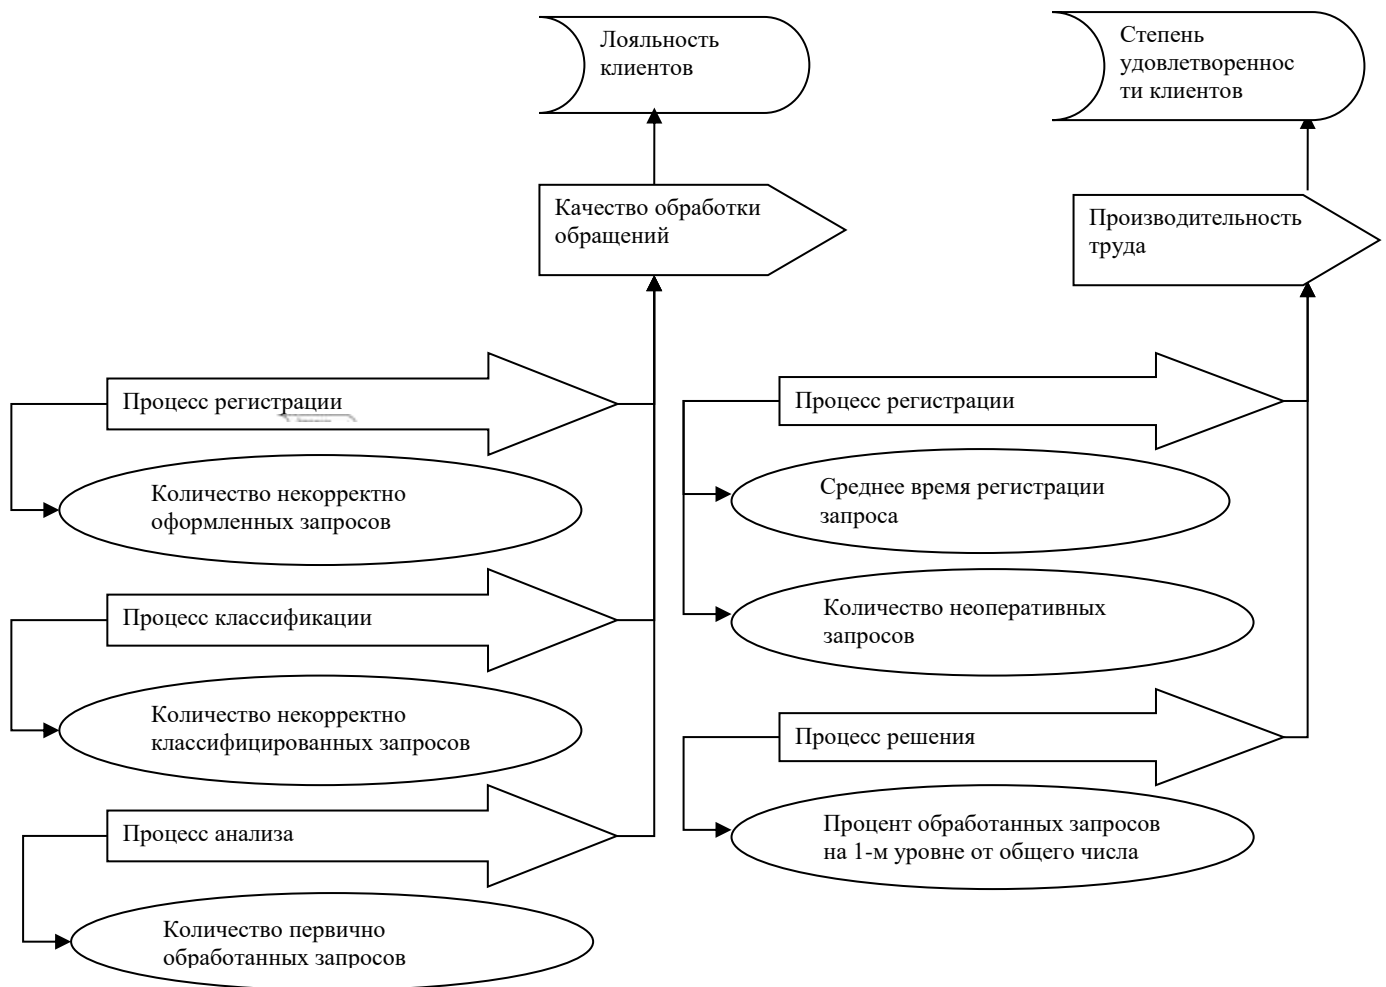 Лояльность
клиентов
Степень
удовлетвореннос
ти клиентов
Качество обработки
обращений
Производительность
труда
Процесс регистрации
Количество некорректно
оформленных запросов
Процесс классификации
Количество некорректно
классифицированных запросов
Процесс анализа
Количество первично
обработанных запросов
Процесс регистрации
Среднее время регистрации
запроса
Количество неоперативных
запросов
Процесс решения
Процент обработанных запросов
на 1-м уровне от общего числа